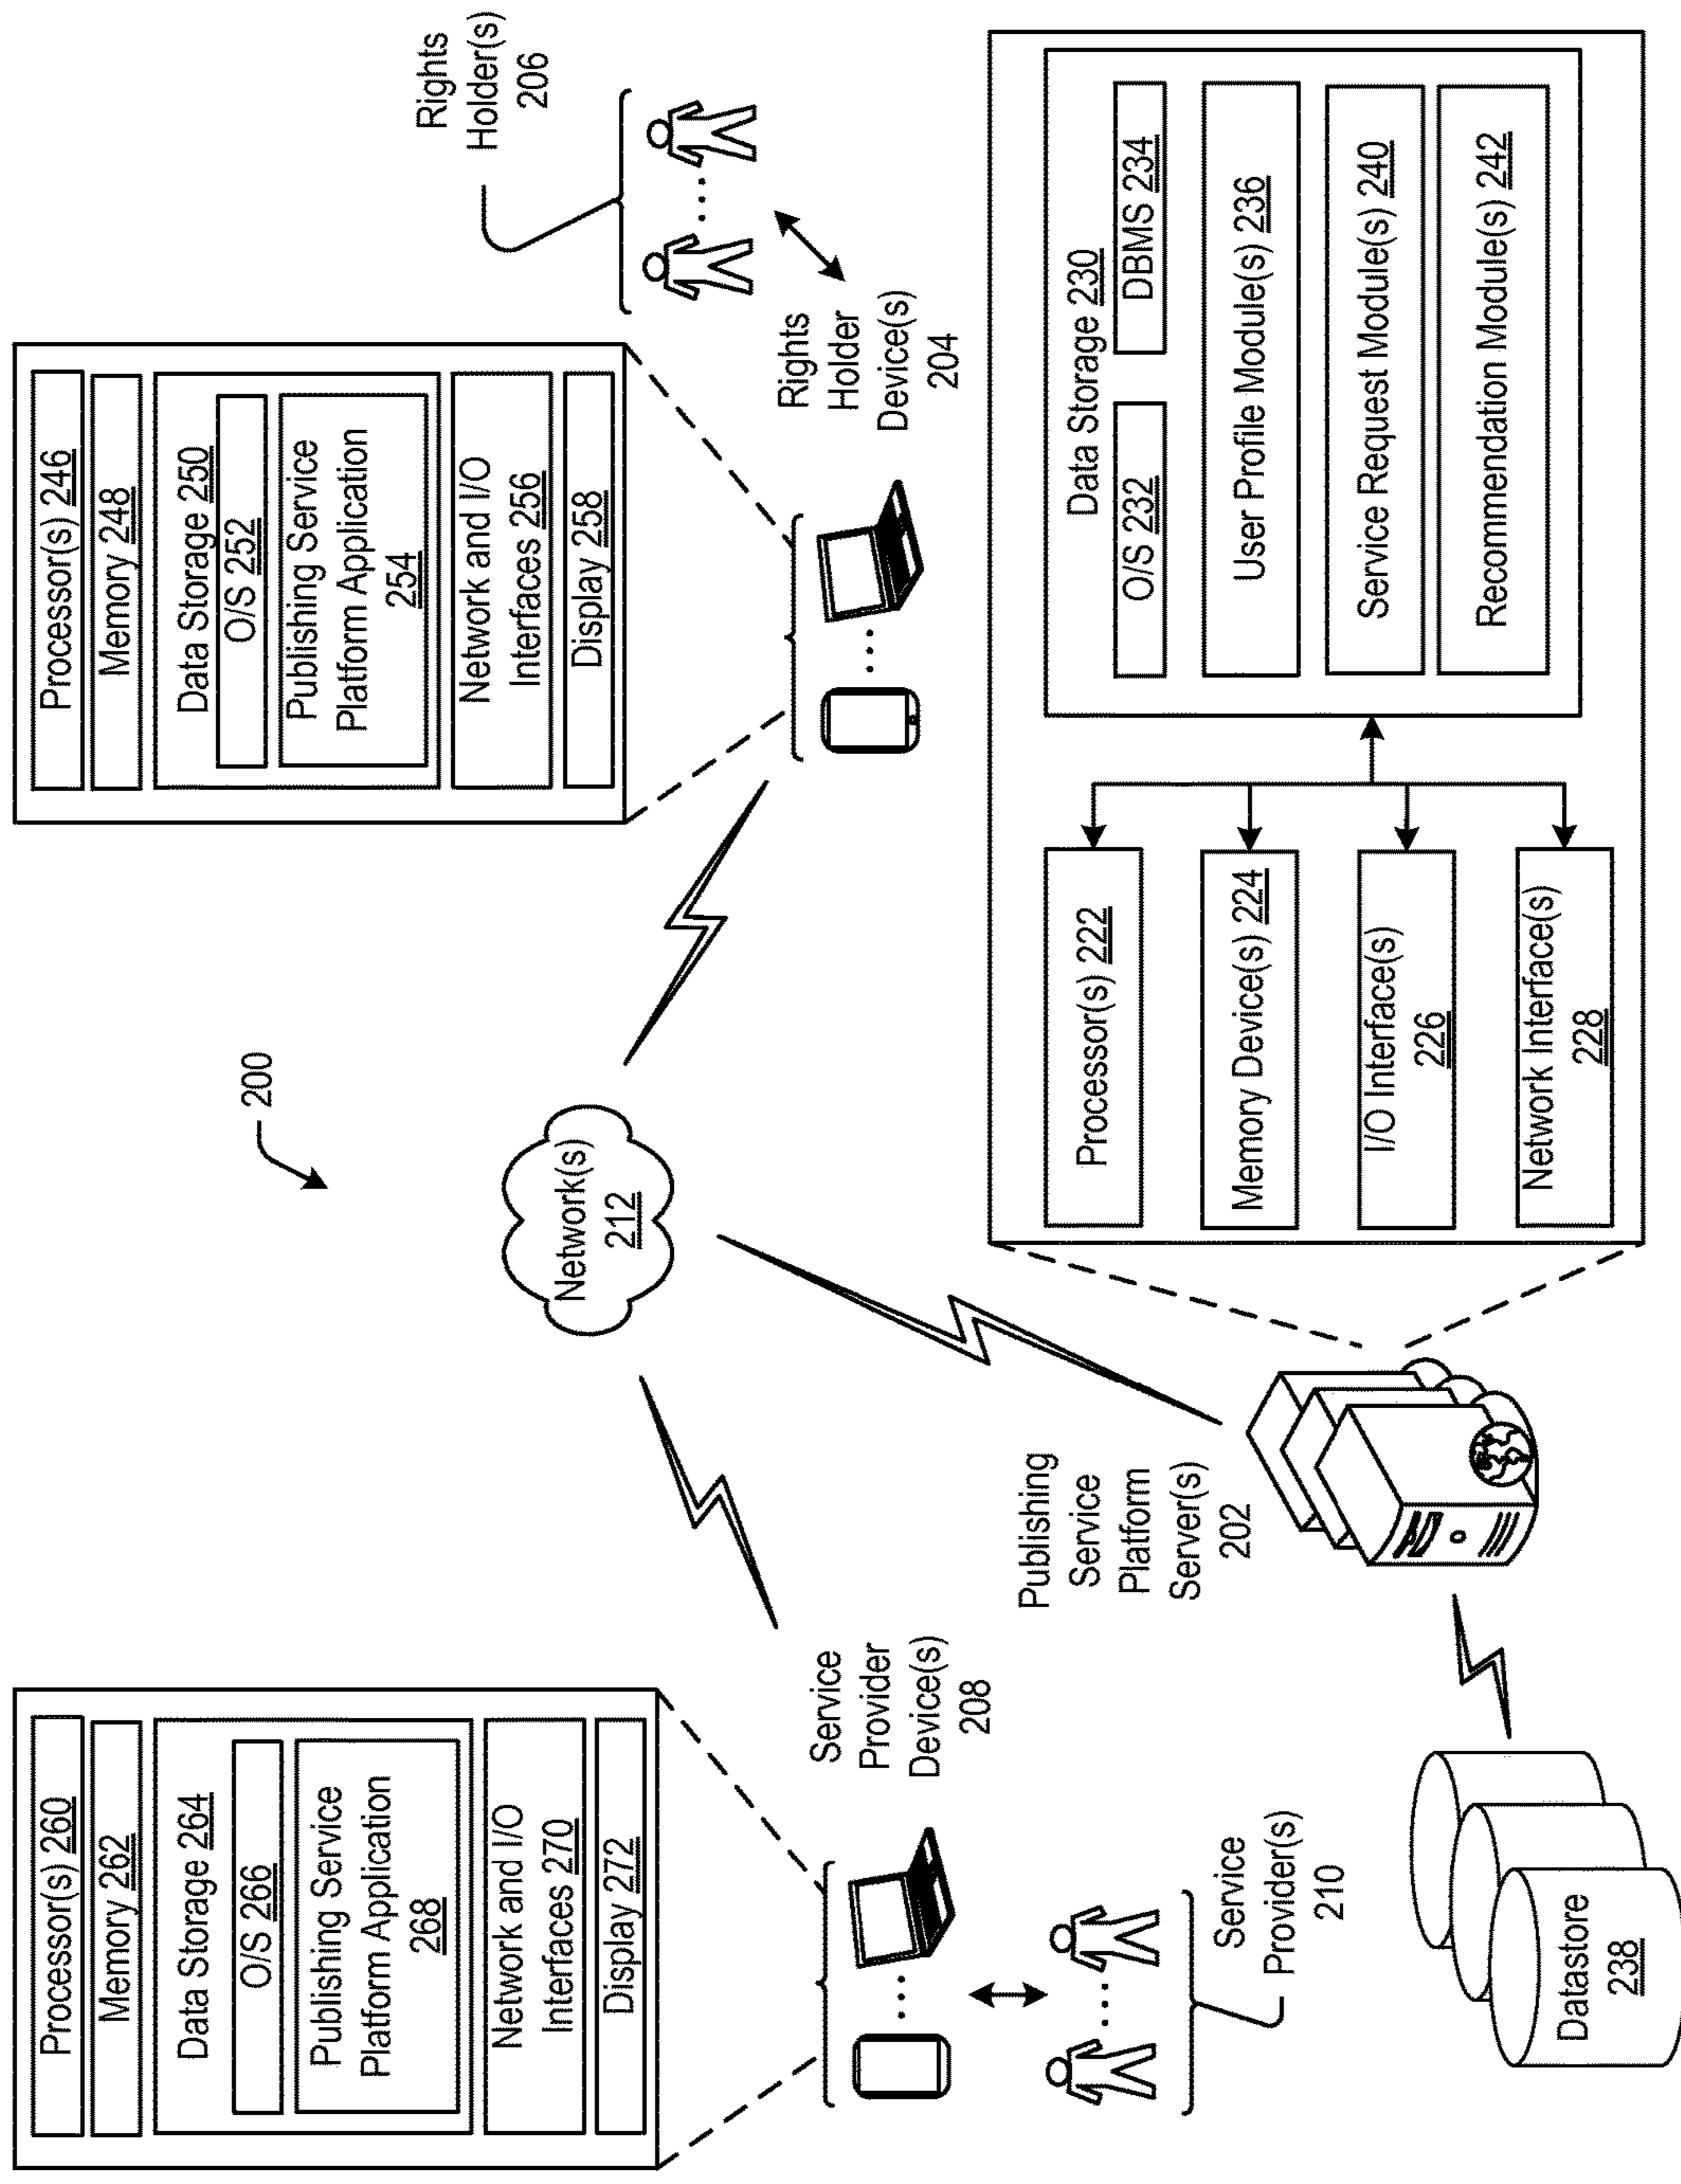 200
Processor(s) 260
Memory 262
Data Storage 264
O/S 266
Publishing Service
Platform Application
268
Network and I/O
Interfaces 270
Display 272
Service
Provider
Device(s)
208
Service
Provider(s)
210
Network(s)
212
Processor(s) 246
Memory 248
Data Storage 250
O/S 252
Publishing Service
Platform Application
254
Network and I/O
Interfaces 256
Display 258
Rights
Holder
Device(s)
204
Rights
Holder(s)
206
Publishing
Service
Platform
Server(s)
202
Datastore
238
Processor(s) 222
Memory Device(s) 224
I/O Interface(s)
226
Network Interface(s)
228
Data Storage 230
O/S 232
DBMS 234
User Profile Module(s) 236
Service Request Module(s) 240
Recommendation Module(s) 242